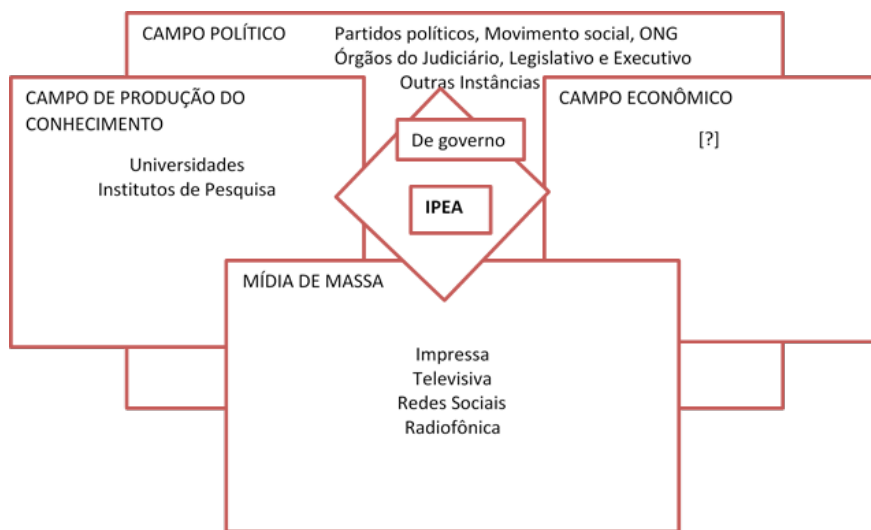 CAMPO POLÍTICO Partidos políticos, Movimento social, ONG
Órgãos do Judiciário, Legislativo e Executivo
Outras Instâncias
CAMPO DE PRODUÇÃO DO
CONHECIMENTO
Universidades
Institutos de Pesquisa
CAMPO ECONÔMICO
[?]
De governo
IPEA
MÍDIA DE MASSA
Impressa
Televisiva
Redes Sociais
Radiofônica